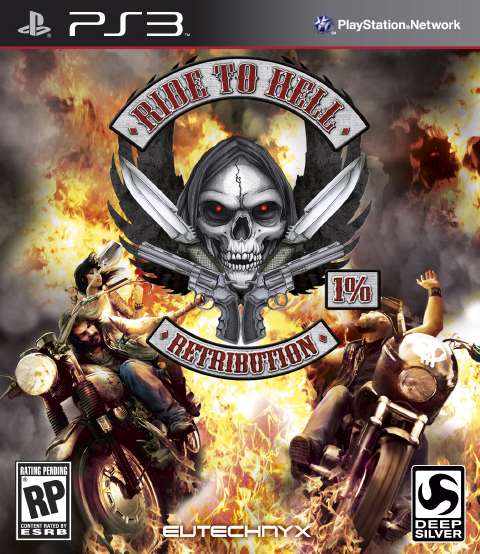 PS3
PlayStation®Network
RIDE TO HELL
1%
RETRIBUTION
RATING PENDING
RP
CONTENT RATED BY
ESRB
EUTECHNYX
DEEP
SILVER